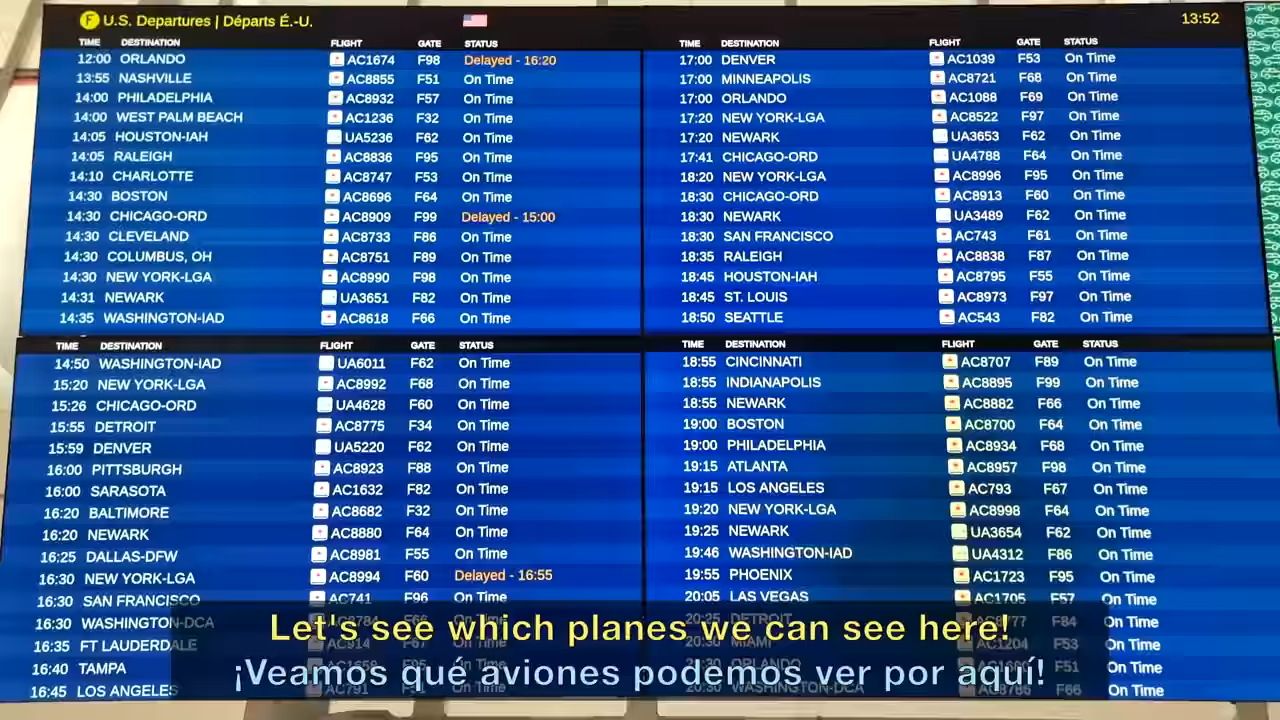 F U.S. Departures | Départs É.-U. 13:52
TIME DESTINATION FLIGHT GATE STATUS
12:00 ORLANDO AC1674 F98 Delayed - 16:20
13:55 NASHVILLE AC8855 F51 On Time
14:00 PHILADELPHIA AC8932 F57 On Time
14:00 WEST PALM BEACH AC1236 F32 On Time
14:05 HOUSTON-IAH UA5236 F62 On Time
14:05 RALEIGH AC8836 F95 On Time
14:10 CHARLOTTE AC8747 F53 On Time
14:30 BOSTON AC8696 F64 On Time
14:30 CHICAGO-ORD AC8909 F99 Delayed - 15:00
14:30 CLEVELAND AC8733 F86 On Time
14:30 COLUMBUS, OH AC8751 F89 On Time
14:30 NEW YORK-LGA AC8990 F98 On Time
14:31 NEWARK UA3651 F82 On Time
14:35 WASHINGTON-IAD AC8618 F66 On Time
TIME DESTINATION FLIGHT GATE STATUS
14:50 WASHINGTON-IAD UA6011 F62 On Time
15:20 NEW YORK-LGA AC8992 F68 On Time
15:26 CHICAGO-ORD UA4628 F60 On Time
15:55 DETROIT AC8775 F34 On Time
15:59 DENVER UA5220 F62 On Time
16:00 PITTSBURGH AC8923 F88 On Time
16:00 SARASOTA AC1632 F82 On Time
16:20 BALTIMORE AC8682 F32 On Time
16:20 NEWARK AC8880 F64 On Time
16:25 DALLAS-DFW AC8981 F55 On Time
16:30 NEW YORK-LGA AC8994 F60 Delayed - 16:55
16:30 SAN FRANCISCO AC741 F96 On Time
16:30 WASHINGTON-DCA
16:35 FT LAUDERDALE
16:40 TAMPA
16:45 LOS ANGELES AC791 On Time
TIME DESTINATION FLIGHT GATE STATUS
17:00 DENVER AC1039 F53 On Time
17:00 MINNEAPOLIS AC8721 F68 On Time
17:00 ORLANDO AC1088 F69 On Time
17:20 NEW YORK-LGA AC8522 F97 On Time
17:20 NEWARK UA3653 F62 On Time
17:41 CHICAGO-ORD UA4788 F64 On Time
18:20 NEW YORK-LGA AC8996 F95 On Time
18:30 CHICAGO-ORD AC8913 F60 On Time
18:30 NEWARK UA3489 F62 On Time
18:30 SAN FRANCISCO AC743 F61 On Time
18:35 RALEIGH AC8838 F87 On Time
18:45 HOUSTON-IAH AC8795 F55 On Time
18:45 ST. LOUIS AC8973 F97 On Time
18:50 SEATTLE AC543 F82 On Time
TIME DESTINATION FLIGHT GATE STATUS
18:55 CINCINNATI AC8707 F89 On Time
18:55 INDIANAPOLIS AC8895 F99 On Time
18:55 NEWARK AC8882 F66 On Time
19:00 BOSTON AC8700 F64 On Time
19:00 PHILADELPHIA AC8934 F68 On Time
19:15 ATLANTA AC8957 F98 On Time
19:15 LOS ANGELES AC793 F67 On Time
19:20 NEW YORK-LGA AC8998 F64 On Time
19:25 NEWARK UA3654 F62 On Time
19:46 WASHINGTON-IAD UA4312 F86 On Time
19:55 PHOENIX AC1723 F95 On Time
20:05 LAS VEGAS AC1705 F57 On Time
20:25 DETROIT F84 On Time
20:30 MIAMI AC1204 F53 On Time
20:30 ORLANDO F51 On Time
20:30 WASHINGTON-DCA AC8786 F66 On Time
Let's see which planes we can see here!
¡Veamos qué aviones podemos ver por aquí!